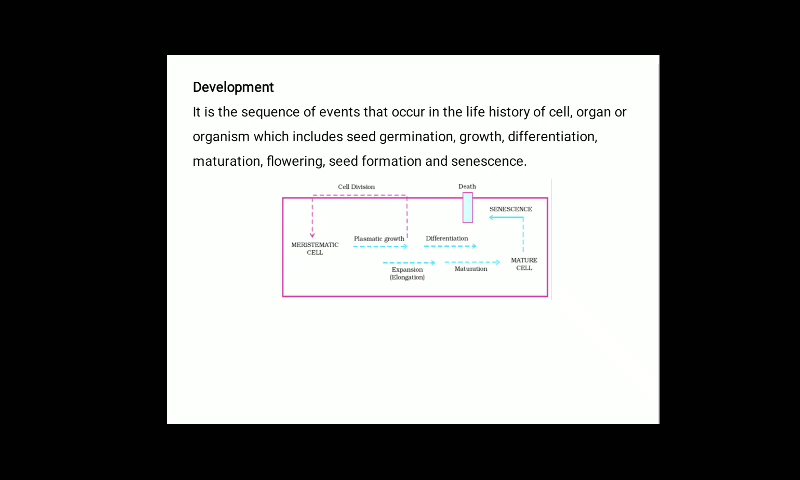 Development
It is the sequence of events that occur in the life history of cell, organ or
organism which includes seed germination, growth, differentiation,
maturation, flowering, seed formation and senescence.
Cell Division
Death
SENESCENCE
MERISTEMATIC
CELL
Plasmatic growth
Differentiation
Expansion
(Elongation)
Maturation
MATURE
CELL